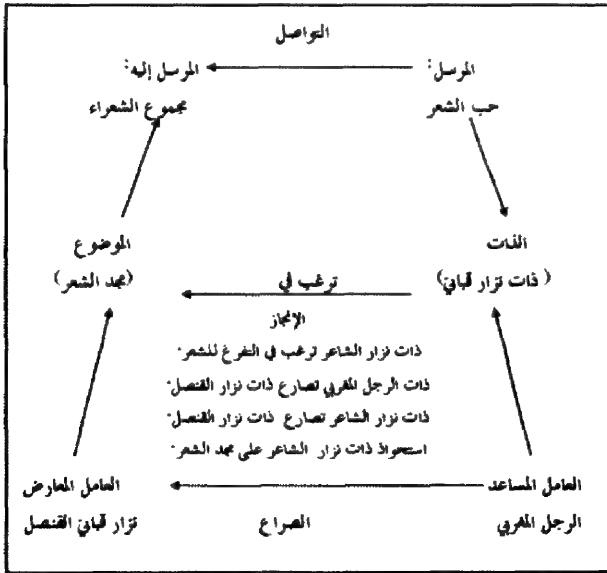 التواصل
المرسل: المرسل إليه:
حب الشعر مجموع الشعراء
الذات الموضوع
(ذات نزار قباني) (مجد الشعر)
ترغب في
الإنجاز
ذات نزار الشاعر ترغب في التفرغ للشعر.
ذات الرجل المغربي تصارع ذات نزار القنصل.
ذات نزار الشاعر تصارع ذات نزار القنصل.
استحواذ ذات نزار الشاعر على مجد الشعر.
العامل المساعد العامل المعارض
الرجل المغربي الصراع نزار قباني القنصل